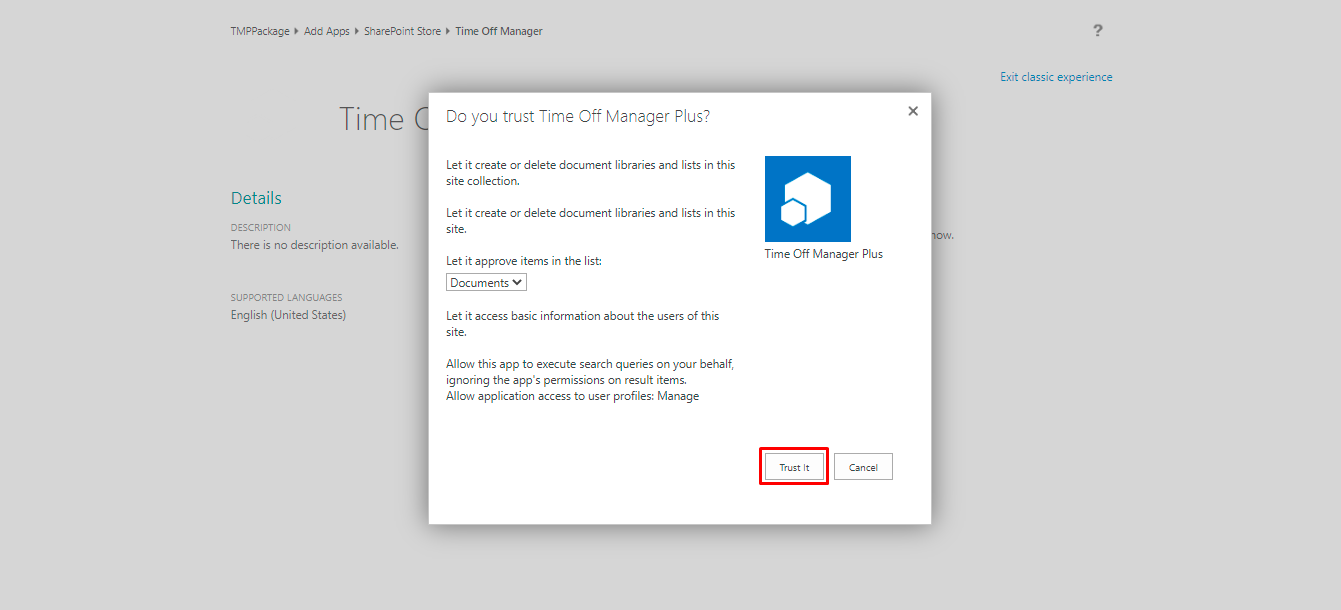 TMPPackage ▸ Add Apps ▸ SharePoint Store ▸ Time Off Manager
?
Exit classic experience
Time
Do you trust Time Off Manager Plus?
Let it create or delete document libraries and lists in this
site collection.
Let it create or delete document libraries and lists in this
site.
Let it approve items in the list:
Documents
Let it access basic information about the users of this
site.
Allow this app to execute search queries on your behalf,
ignoring the app's permissions on result items.
Allow application access to user profiles: Manage
Time Off Manager Plus
Trust It
Cancel
Details
DESCRIPTION
There is no description available.
SUPPORTED LANGUAGES
English (United States)